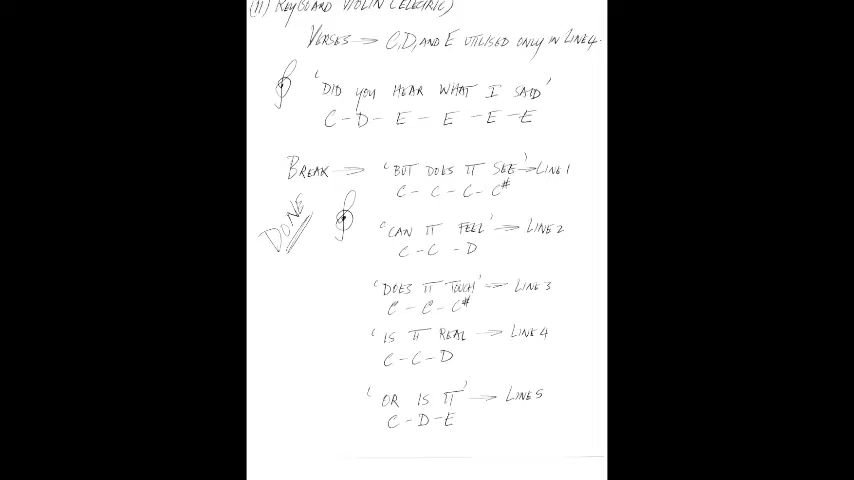 (11) KEYBOARD VIOLIN (ELECTRIC)
VERSES → C, D, AND E UTILISED ONLY IN LINE 4.
'DID YOU HEAR WHAT I SAID'
C - D - E - E - E - E
BREAK → 'BUT DOES IT SEE' → LINE 1
C - C - C - C#
DONE
'CAN IT FEEL' → LINE 2
C - C - D
'DOES IT TOUCH' → LINE 3
C - C - C#
'IS IT REAL → LINE 4
C - C - D
'OR IS IT' → LINE 5
C - D - E